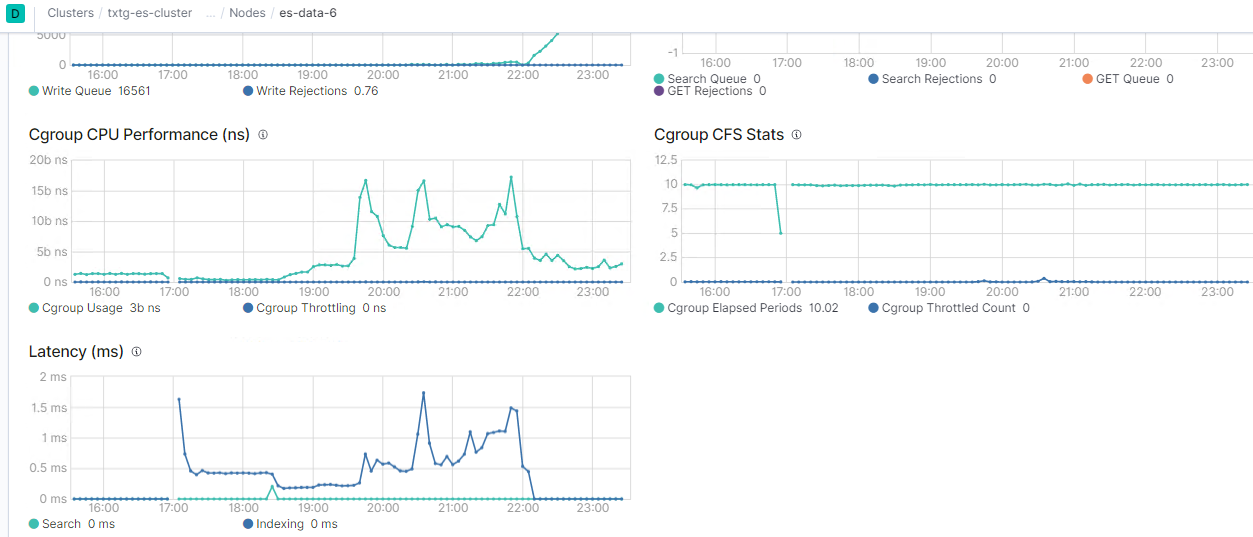 D Clusters / txtg-es-cluster ... / Nodes / es-data-6
5000
0
16:00 17:00 18:00 19:00 20:00 21:00 22:00 23:00
Write Queue 16561 Write Rejections 0.76
-1
16:00 17:00 18:00 19:00 20:00 21:00 22:00 23:00
Search Queue 0 Search Rejections 0 GET Queue 0
GET Rejections 0
Cgroup CPU Performance (ns)
20b ns
15b ns
10b ns
5b ns
0 ns
16:00 17:00 18:00 19:00 20:00 21:00 22:00 23:00
Cgroup Usage 3b ns Cgroup Throttling 0 ns
Cgroup CFS Stats
12.5
10
7.5
5
2.5
0
16:00 17:00 18:00 19:00 20:00 21:00 22:00 23:00
Cgroup Elapsed Periods 10.02 Cgroup Throttled Count 0
Latency (ms)
2 ms
1.5 ms
1 ms
0.5 ms
0 ms
16:00 17:00 18:00 19:00 20:00 21:00 22:00 23:00
Search 0 ms Indexing 0 ms